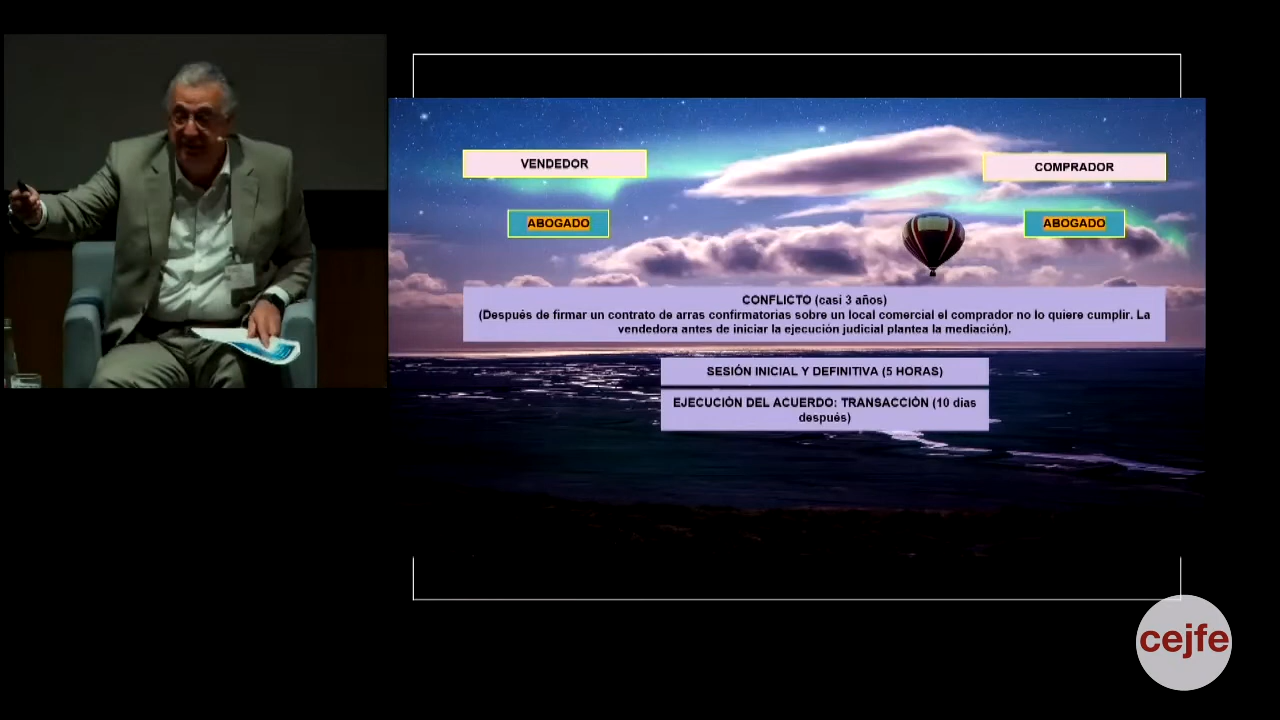 VENDEDOR
COMPRADOR
ABOGADO
ABOGADO
CONFLICTO (casi 3 años)
(Después de firmar un contrato de arras confirmatorias sobre un local comercial el comprador no lo quiere cumplir. La
vendedora antes de iniciar la ejecución judicial plantea la mediación).
SESIÓN INICIAL Y DEFINITIVA (5 HORAS)
EJECUCIÓN DEL ACUERDO: TRANSACCIÓN (10 días
después)
cejfe